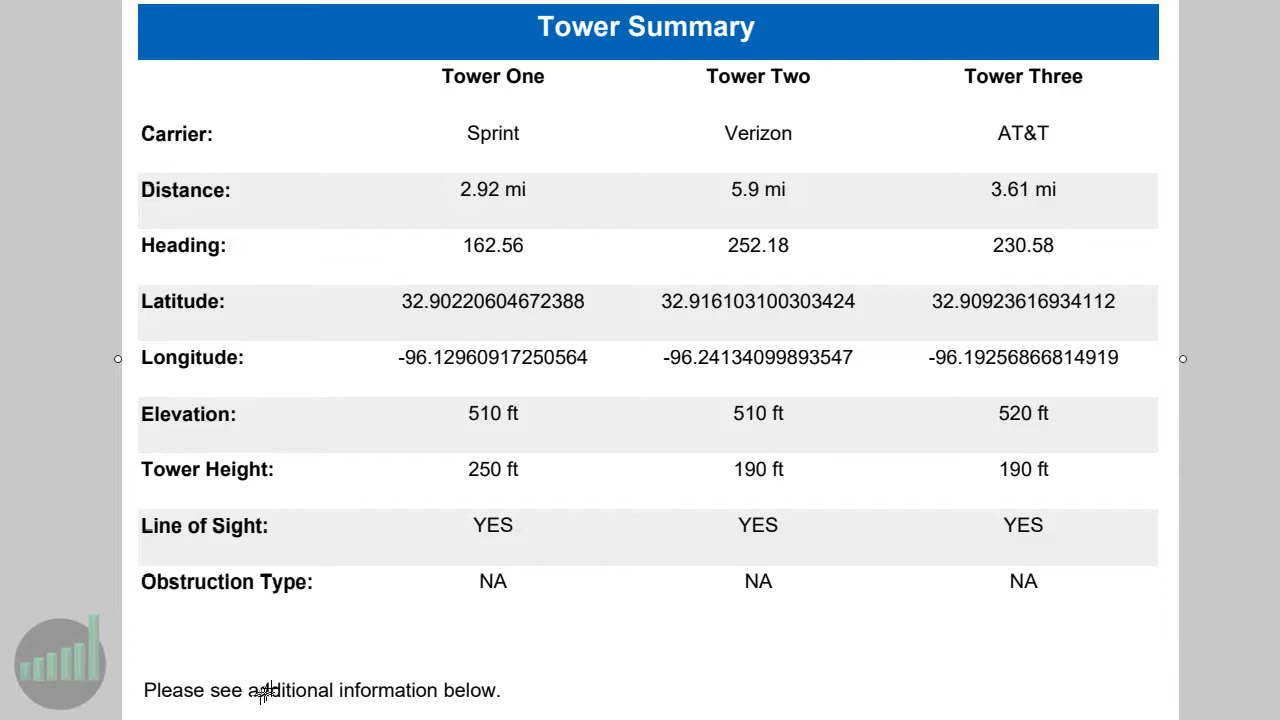 Tower Summary
Tower One Tower Two Tower Three
Carrier: Sprint Verizon AT&T
Distance: 2.92 mi 5.9 mi 3.61 mi
Heading: 162.56 252.18 230.58
Latitude: 32.90220604672388 32.916103100303424 32.90923616934112
Longitude: -96.12960917250564 -96.24134099893547 -96.19256866814919
Elevation: 510 ft 510 ft 520 ft
Tower Height: 250 ft 190 ft 190 ft
Line of Sight: YES YES YES
Obstruction Type: NA NA NA
Please see additional information below.